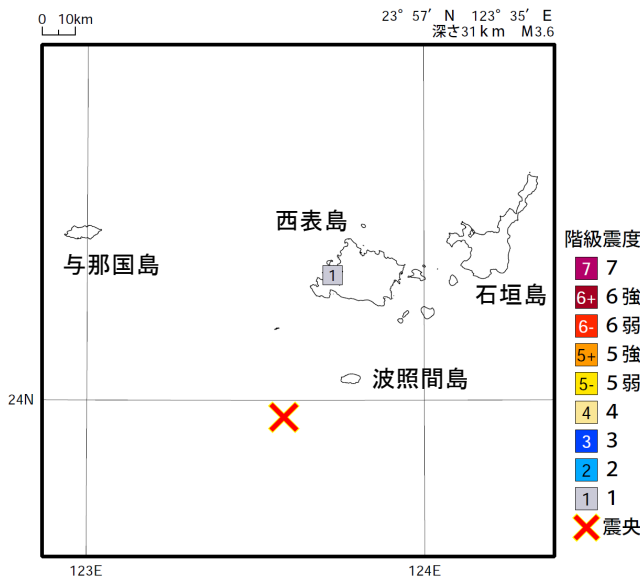 0 10km
23° 57′ N 123° 35′ E
深さ31km M3.6
西表島
与那国島
1
石垣島
波照間島
24N
123E
124E
階級震度
7 7
6+ 6強
6- 6弱
5+ 5強
5- 5弱
4 4
3 3
2 2
1 1
震央